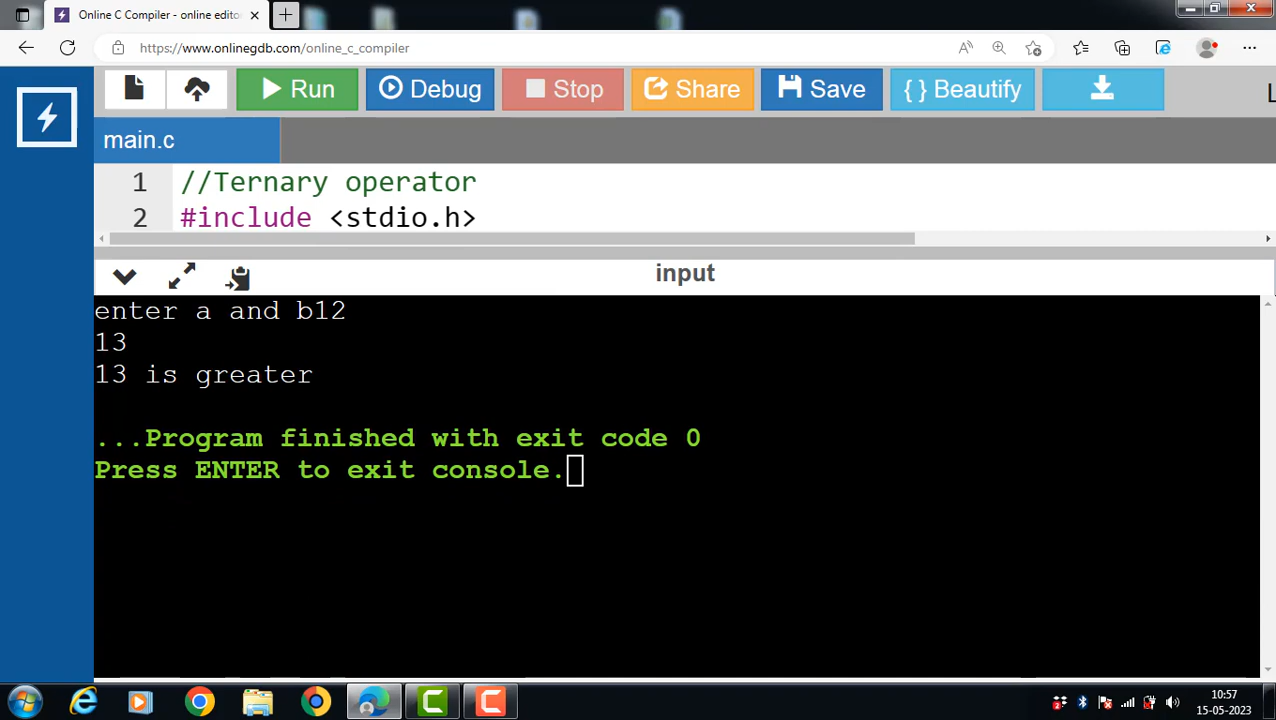 Online C Compiler - online editor
https://www.onlinegdb.com/online_c_compiler
Run Debug Stop Share Save { } Beautify
main.c
1 //Ternary operator
2 #include <stdio.h>
input
enter a and b12
13
13 is greater
...Program finished with exit code 0
Press ENTER to exit console.
10:57
15-05-2023